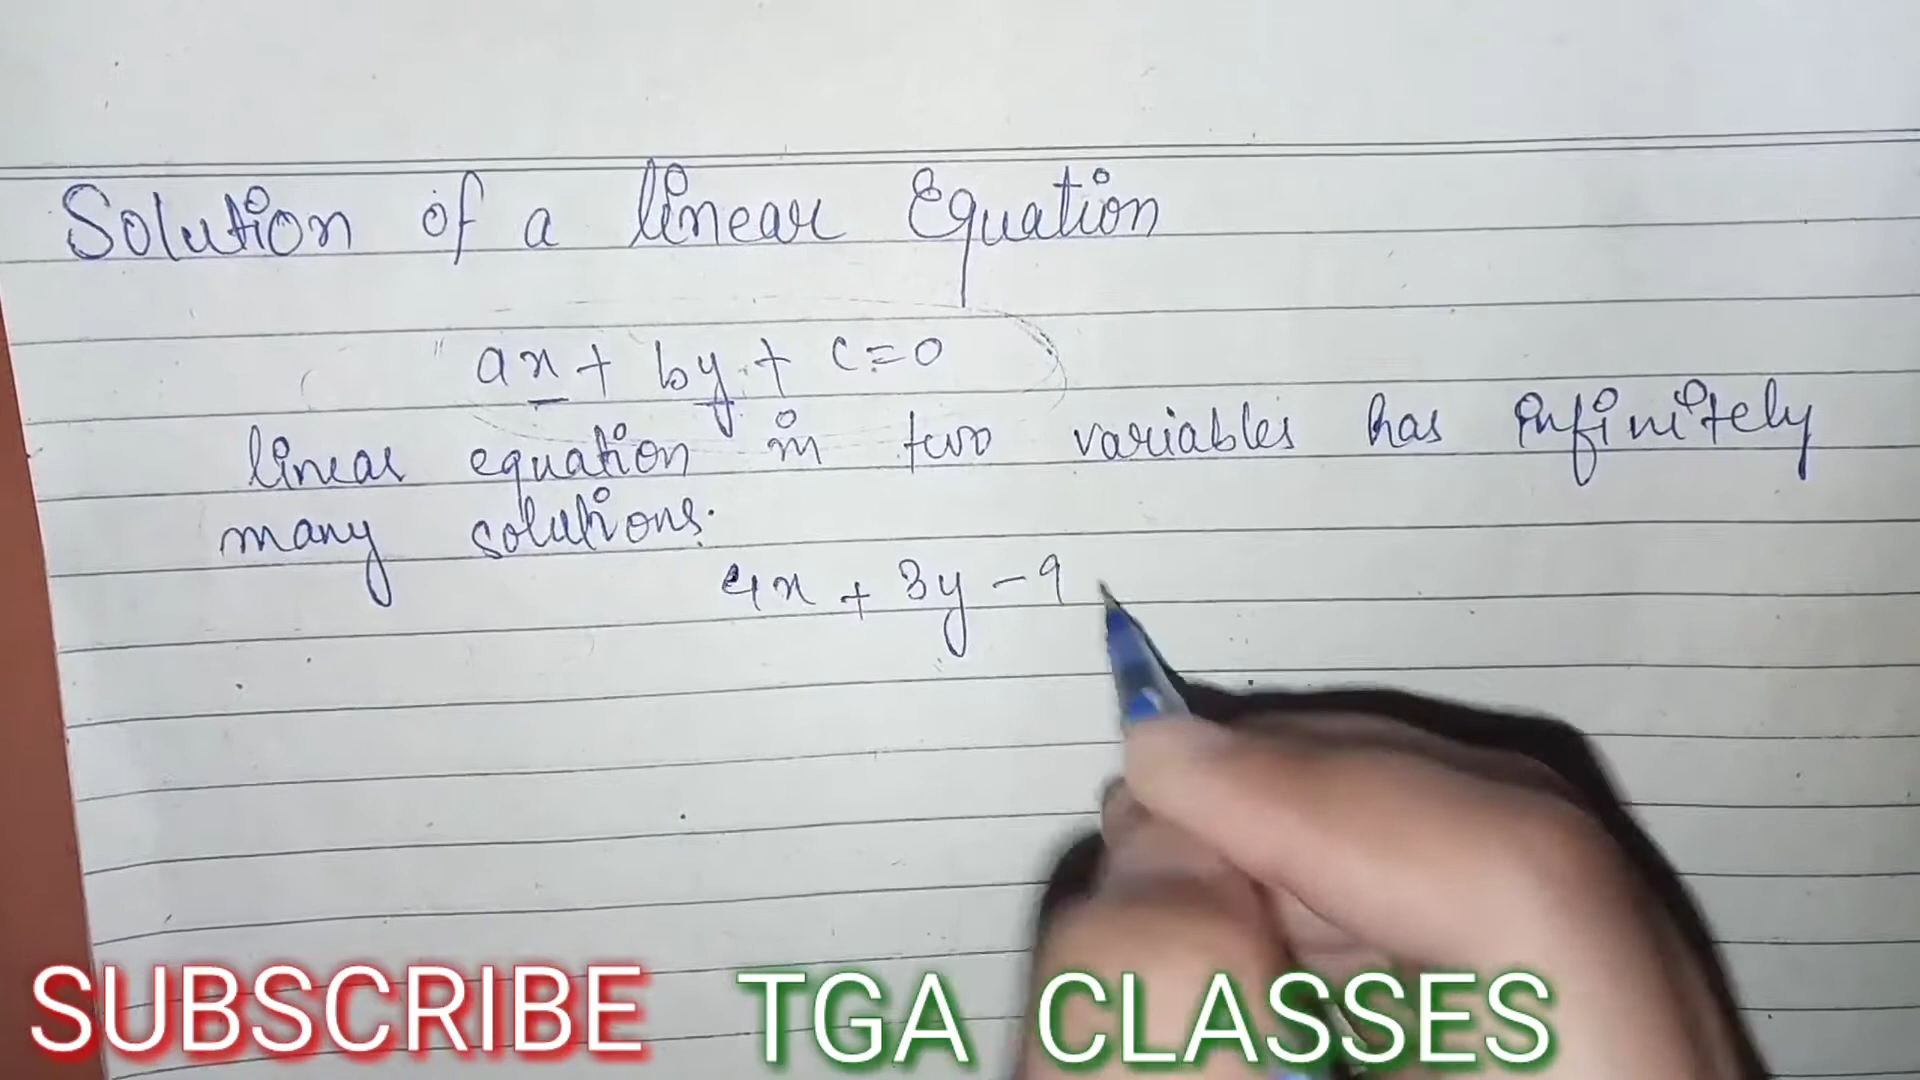 Solution of a linear Equation
ax + by + c = 0
linear equation in two variables has infinitely
many solutions.
4x + 3y - 9
SUBSCRIBE TGA CLASSES